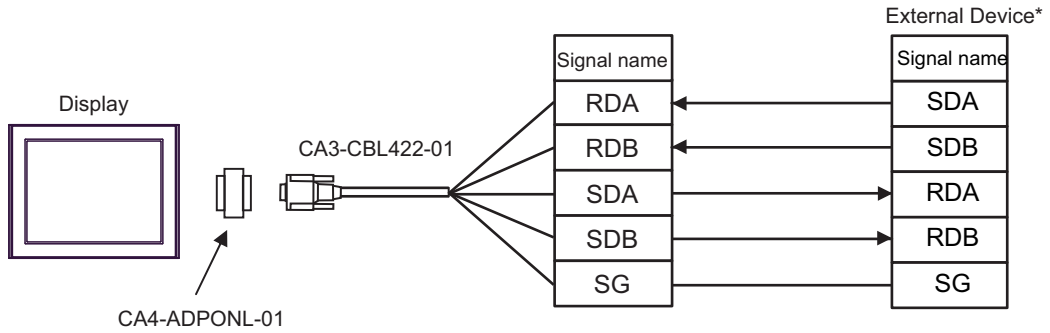 External Device*
Signal name
Signal name
Display
RDA
SDA
CA3-CBL422-01
RDB
SDB
SDA
RDA
SDB
RDB
SG
SG
CA4-ADPONL-01